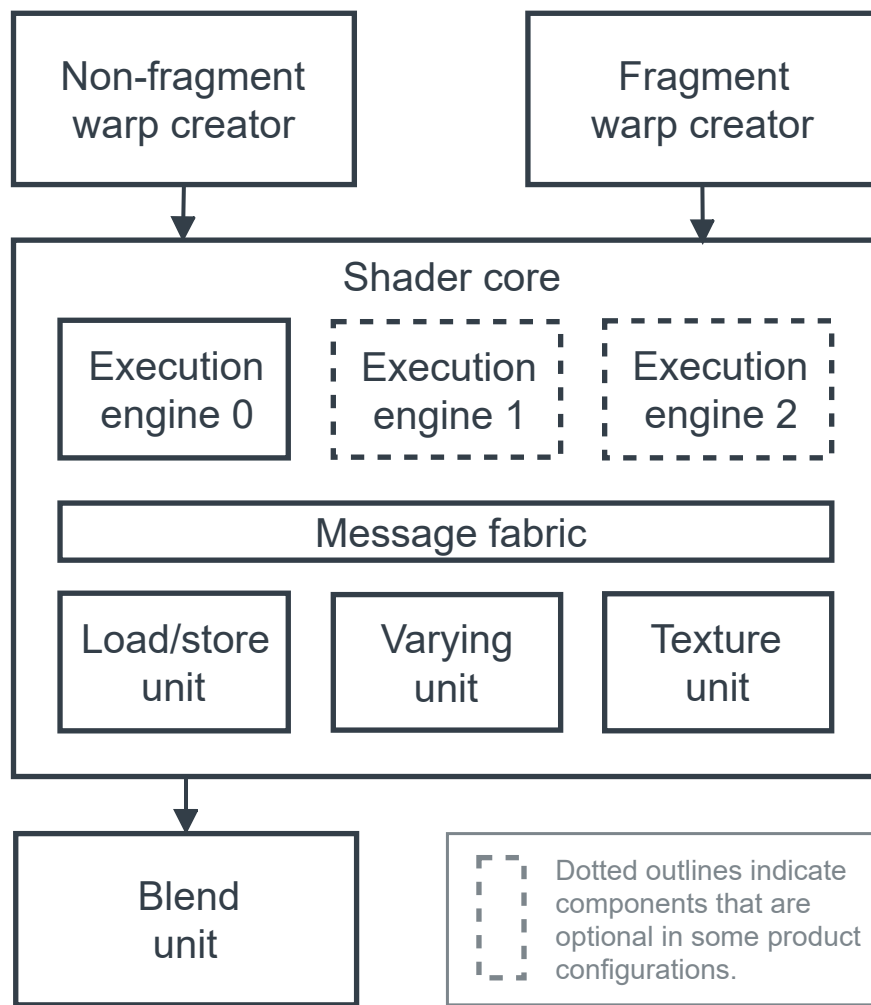 Non-fragment
warp creator
Fragment
warp creator
Shader core
Execution
engine 0
Execution
engine 1
Execution
engine 2
Message fabric
Load/store
unit
Varying
unit
Texture
unit
Blend
unit
Dotted outlines indicate
components that are
optional in some product
configurations.